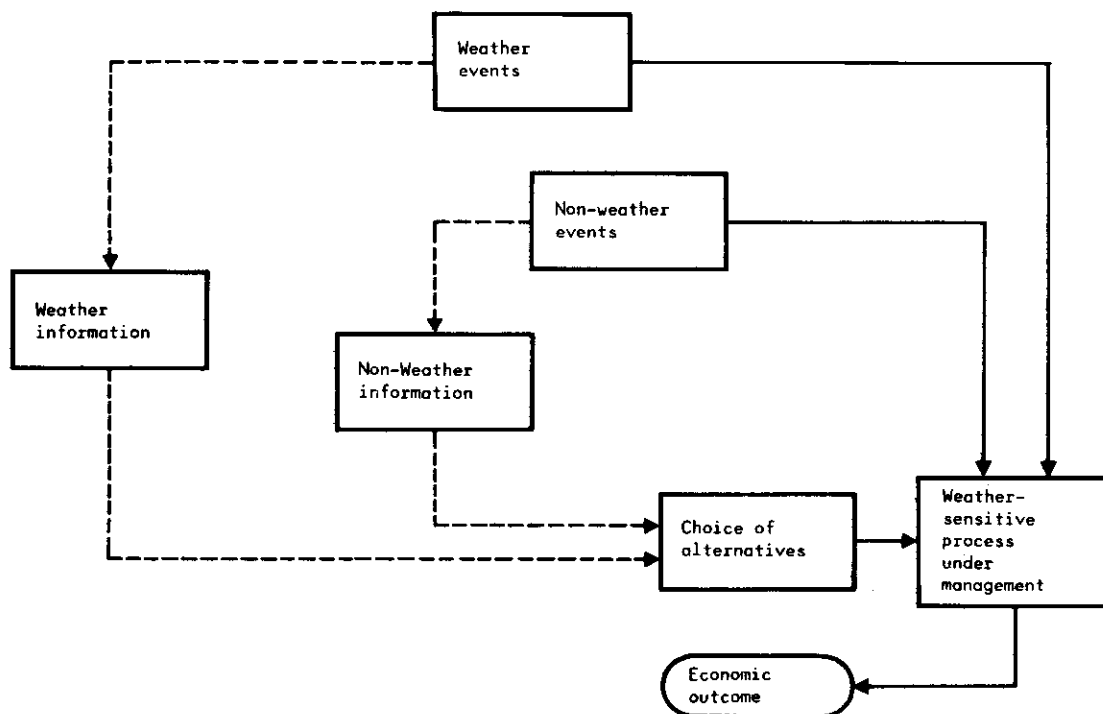 Weather
events
Non-weather
events
Weather
information
Non-Weather
information
Choice of
alternatives
Weather-
sensitive
process
under
management
Economic
outcome